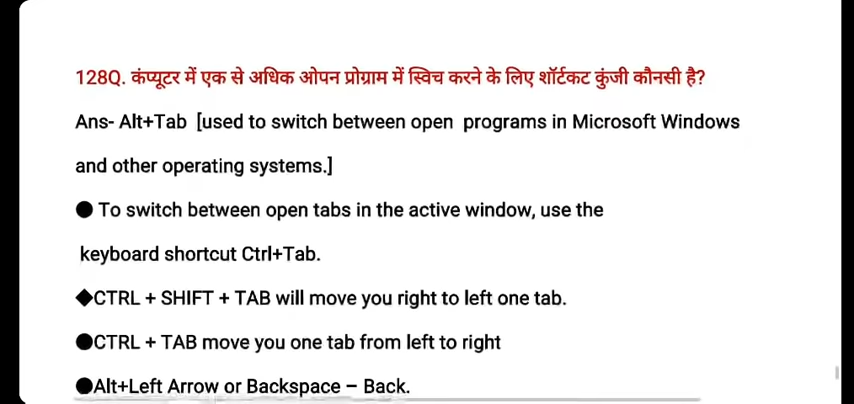 128Q. कंप्यूटर में एक से अधिक ओपन प्रोग्राम में स्विच करने के लिए शॉर्टकट कुंजी कौनसी है?
Ans- Alt+Tab [used to switch between open programs in Microsoft Windows
and other operating systems.]
● To switch between open tabs in the active window, use the
keyboard shortcut Ctrl+Tab.
◆CTRL + SHIFT + TAB will move you right to left one tab.
●CTRL + TAB move you one tab from left to right
●Alt+Left Arrow or Backspace – Back.